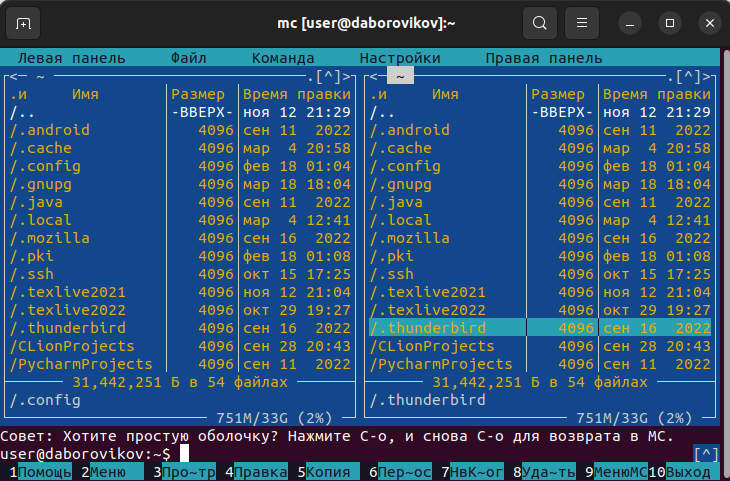 mc [user@daborovikov]:~
Левая панель Файл Команда Настройки Правая панель
<- ~ .[^]> <- ~ .[^]>
.и Имя Размер Время правки .и Имя Размер Время правки
/.. -ВВЕРХ- ноя 12 21:29 /.. -ВВЕРХ- ноя 12 21:29
/.android 4096 сен 11 2022 /.android 4096 сен 11 2022
/.cache 4096 мар 4 20:58 /.cache 4096 мар 4 20:58
/.config 4096 фев 18 01:04 /.config 4096 фев 18 01:04
/.gnupg 4096 мар 18 18:04 /.gnupg 4096 мар 18 18:04
/.java 4096 сен 11 2022 /.java 4096 сен 11 2022
/.local 4096 мар 4 12:41 /.local 4096 мар 4 12:41
/.mozilla 4096 сен 16 2022 /.mozilla 4096 сен 16 2022
/.pki 4096 фев 18 01:08 /.pki 4096 фев 18 01:08
/.ssh 4096 окт 15 17:25 /.ssh 4096 окт 15 17:25
/.texlive2021 4096 ноя 12 21:04 /.texlive2021 4096 ноя 12 21:04
/.texlive2022 4096 окт 29 19:27 /.texlive2022 4096 окт 29 19:27
/.thunderbird 4096 сен 16 2022 /.thunderbird 4096 сен 16 2022
/CLionProjects 4096 сен 28 20:43 /CLionProjects 4096 сен 28 20:43
/PycharmProjects 4096 сен 11 2022 /PycharmProjects 4096 сен 11 2022
31,442,251 Б в 54 файлах 31,442,251 Б в 54 файлах
/.config /.thunderbird
751M/33G (2%) 751M/33G (2%)
Совет: Хотите простую оболочку? Нажмите C-o, и снова C-o для возврата в MC.
user@daborovikov:~$ [^]
1Помощь 2Меню 3Про~тр 4Правка 5Копия 6Пер~ос 7НвК~ог 8Уда~ть 9МенюMC 10Выход